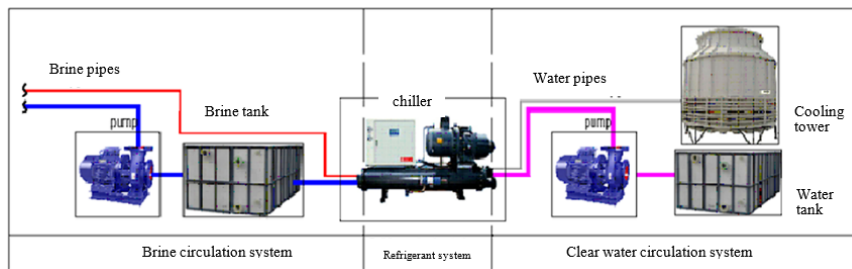 Brine pipes
Brine tank
pump
chiller
Water pipes
pump
Cooling
tower
Water
tank
Brine circulation system
Refrigerant system
Clear water circulation system